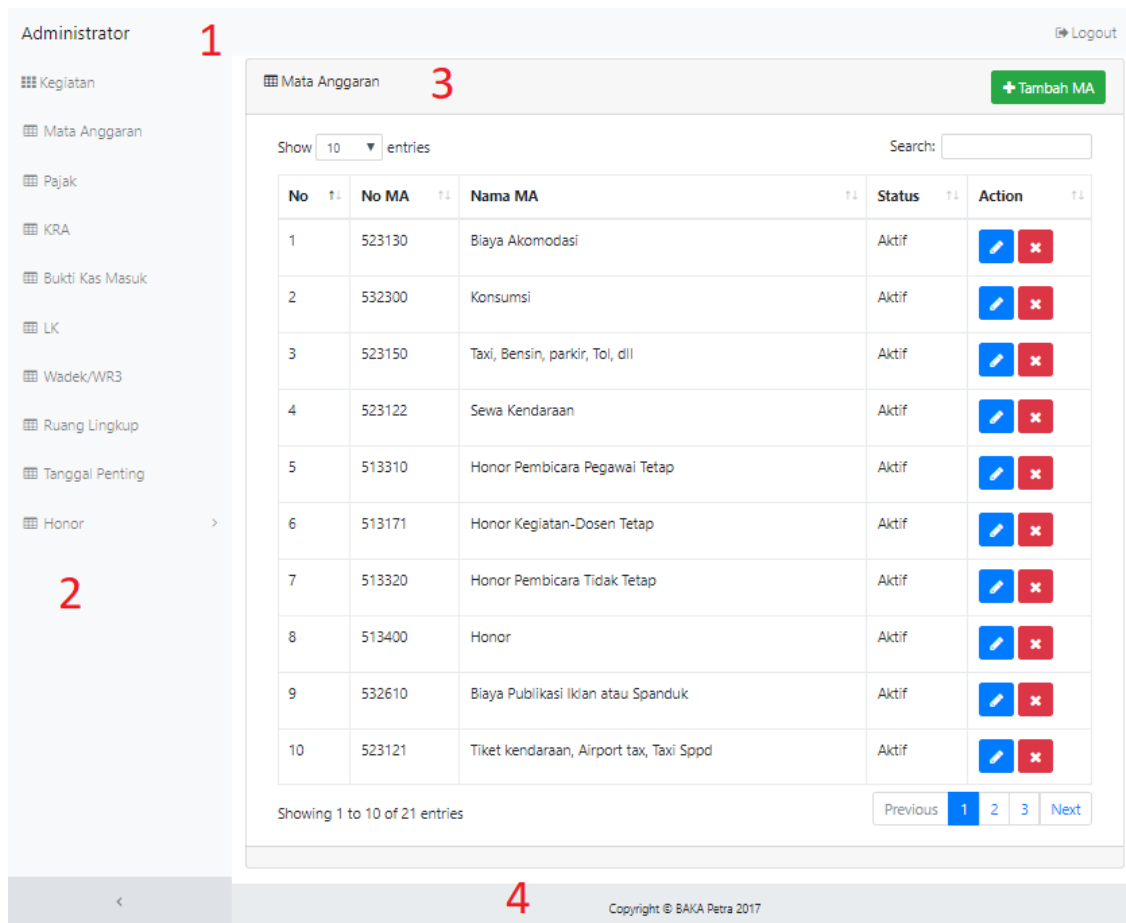 Administrator 1 Logout
Kegiatan
Mata Anggaran
Pajak
KRA
Bukti Kas Masuk
LK
Wadek/WR3
Ruang Lingkup
Tanggal Penting
Honor
2
Mata Anggaran 3 Tambah MA
Show 10 entries Search:
No No MA Nama MA Status Action
1 523130 Biaya Akomodasi Aktif
2 532300 Konsumsi Aktif
3 523150 Taxi, Bensin, parkir, Tol, dll Aktif
4 523122 Sewa Kendaraan Aktif
5 513310 Honor Pembicara Pegawai Tetap Aktif
6 513171 Honor Kegiatan-Dosen Tetap Aktif
7 513320 Honor Pembicara Tidak Tetap Aktif
8 513400 Honor Aktif
9 532610 Biaya Publikasi Iklan atau Spanduk Aktif
10 523121 Tiket kendaraan, Airport tax, Taxi Sppd Aktif
Showing 1 to 10 of 21 entries Previous 1 2 3 Next
4
Copyright © BAKA Petra 2017